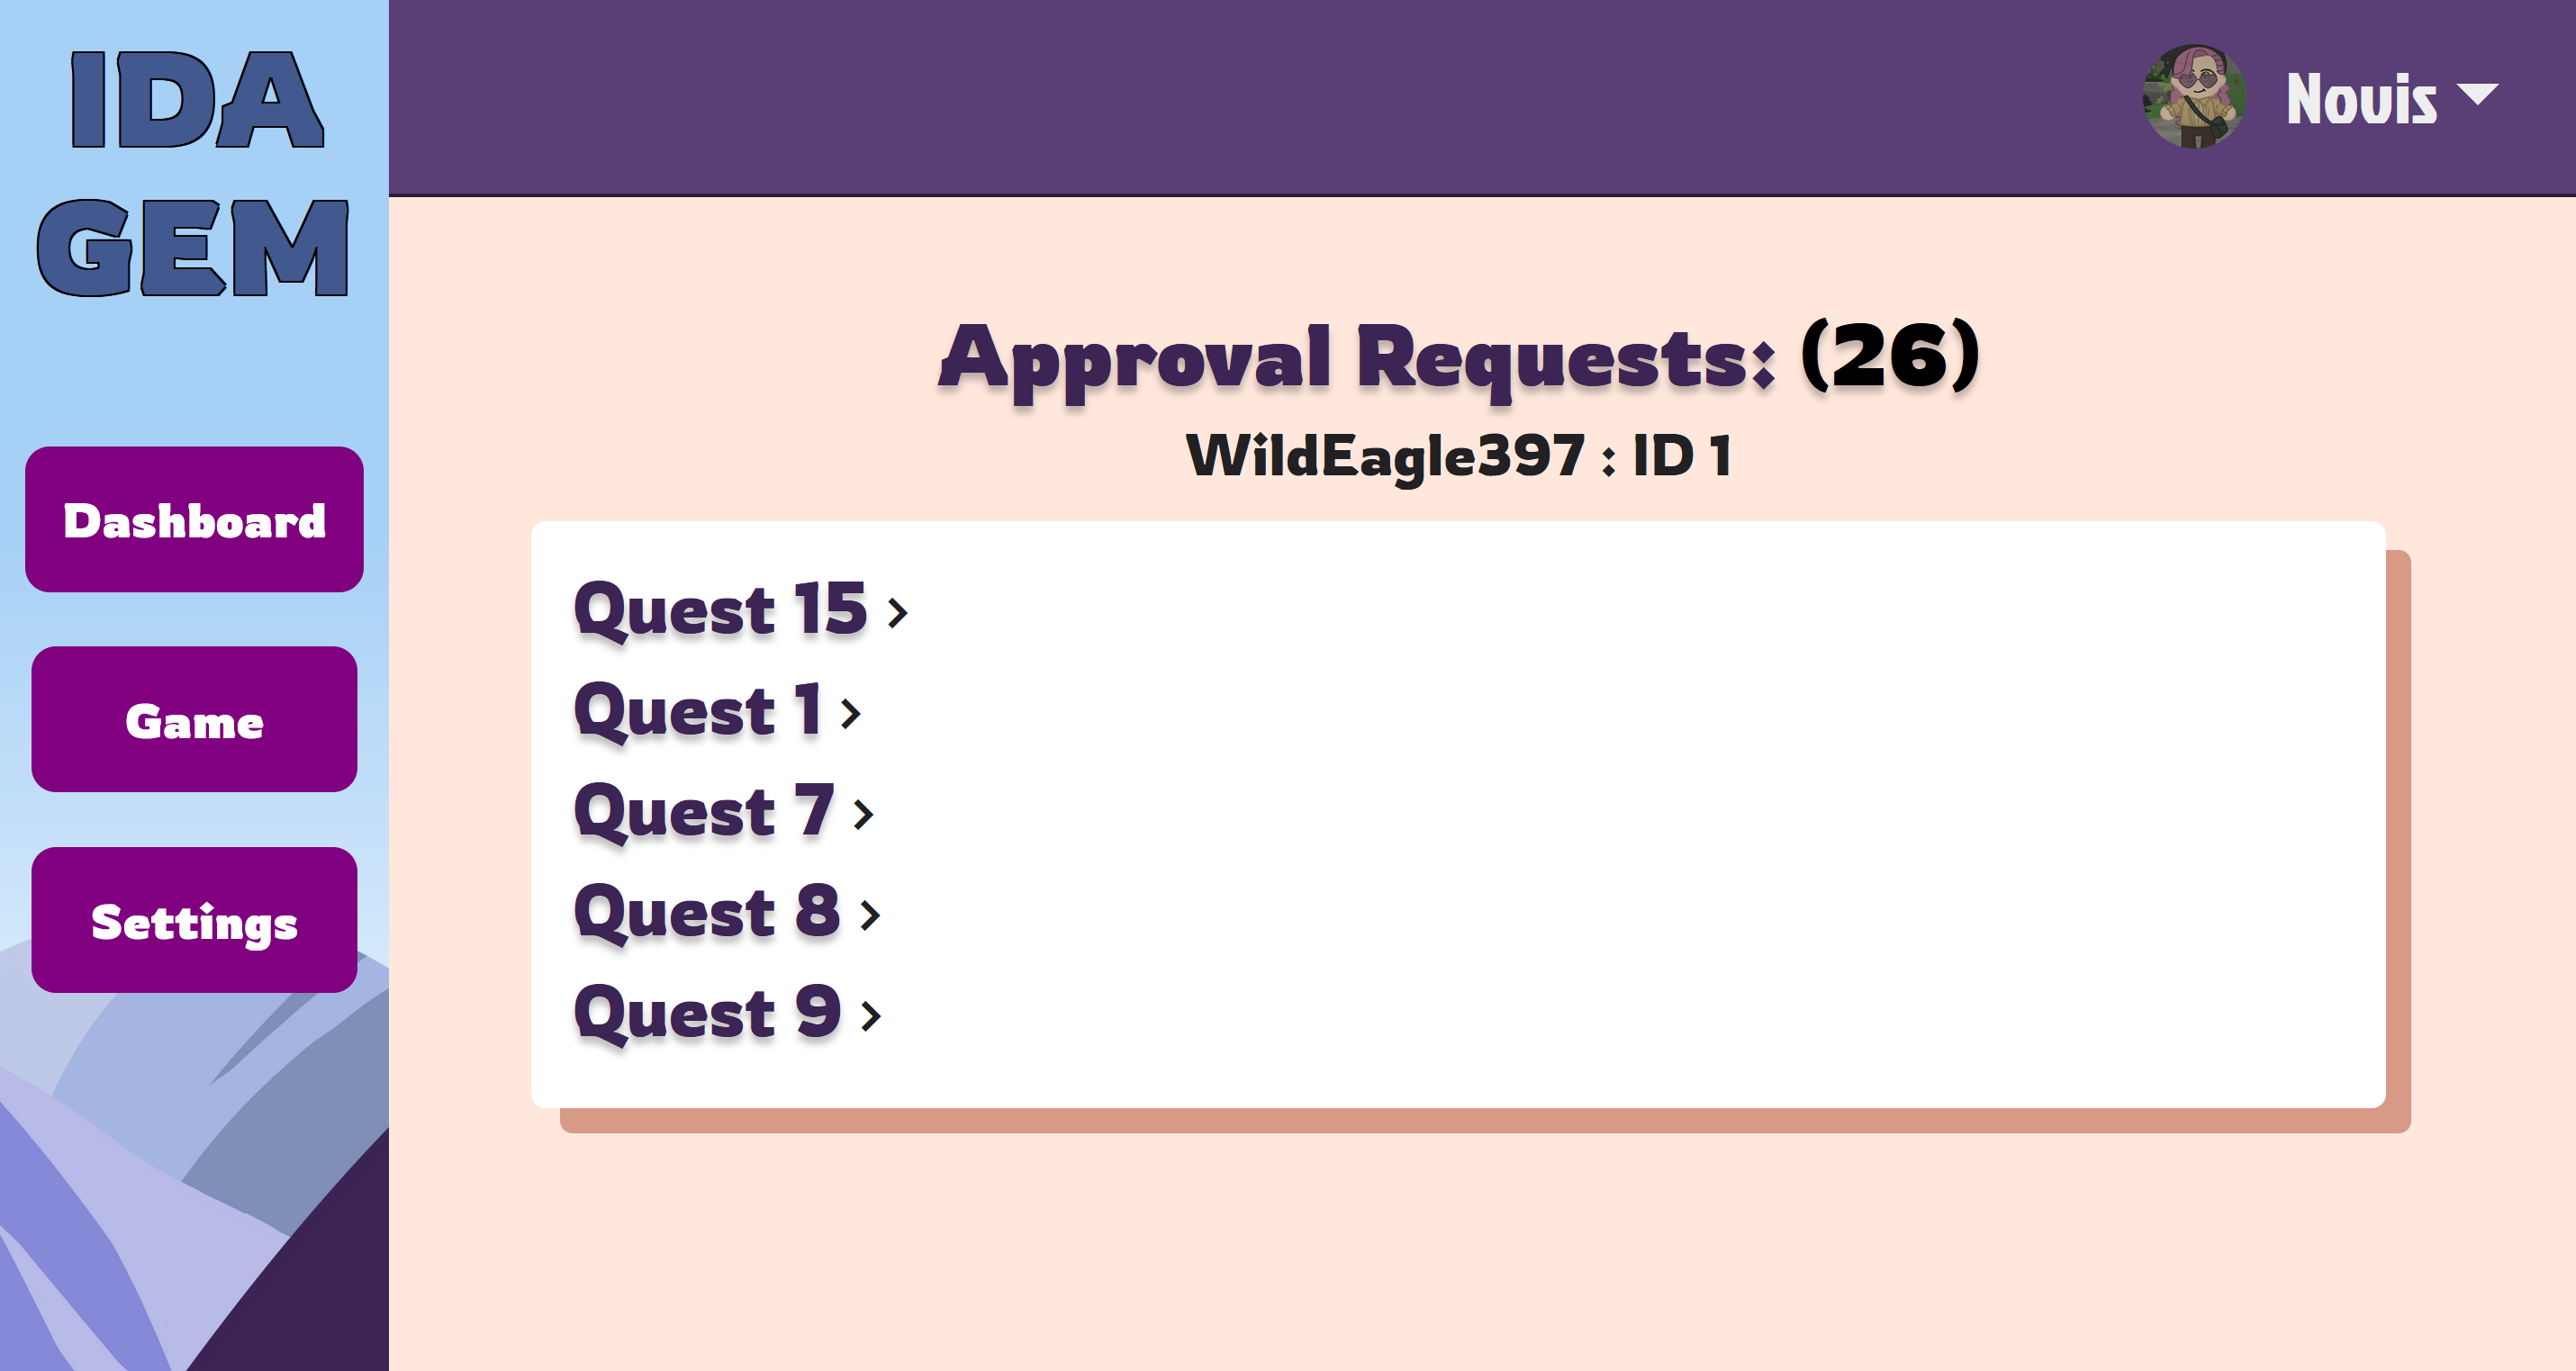 IDA
GEM
Novis
Dashboard
Game
Settings
Approval Requests: (26)
WildEagle397 : ID 1
Quest 15 >
Quest 1 >
Quest 7 >
Quest 8 >
Quest 9 >